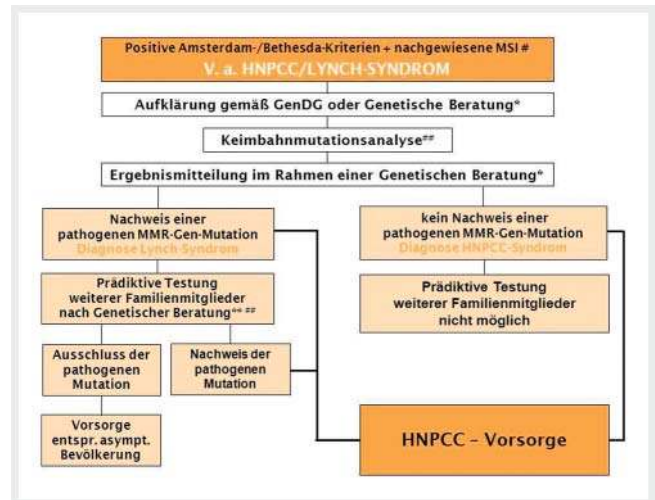 Positive Amsterdam-/Bethesda-Kriterien + nachgewiesene MSI #
V. a. HNPCC/LYNCH-SYNDROM
Aufklärung gemäß GenDG oder Genetische Beratung*
Keimbahnmutationsanalyse##
Ergebnismitteilung im Rahmen einer Genetischen Beratung*
Nachweis einer
pathogenen MMR-Gen-Mutation
Diagnose Lynch-Syndrom
kein Nachweis einer
pathogenen MMR-Gen-Mutation
Diagnose HNPCC-Syndrom
Prädiktive Testung
weiterer Familienmitglieder
nach Genetischer Beratung** ##
Prädiktive Testung
weiterer Familienmitglieder
nicht möglich
Ausschluss der
pathogenen
Mutation
Nachweis der
pathogenen
Mutation
Vorsorge
entspr. asympt.
Bevölkerung
HNPCC – Vorsorge